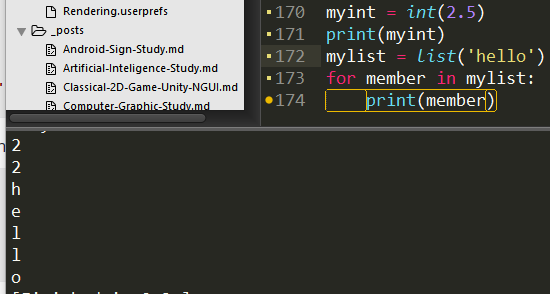 Rendering.userprefs
_posts
Android-Sign-Study.md
Artificial-Inteligence-Study.md
Classical-2D-Game-Unity-NGUI.md
Computer-Graphic-Study.md
170 myint = int(2.5)
171 print(myint)
172 mylist = list('hello')
173 for member in mylist:
174 print(member)
2
2
h
e
l
l
o